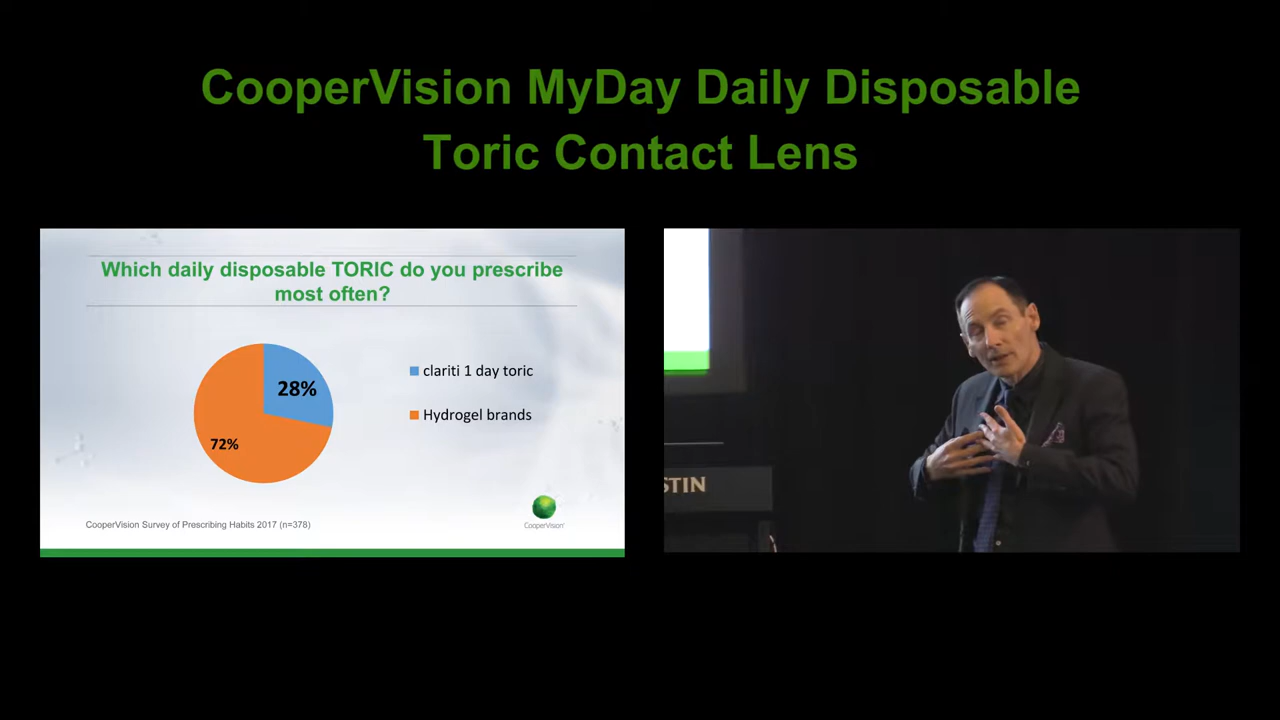 CooperVision MyDay Daily Disposable
Toric Contact Lens
Which daily disposable TORIC do you prescribe
most often?
28%
72%
clariti 1 day toric
Hydrogel brands
CooperVision Survey of Prescribing Habits 2017 (n=378)
CooperVision
STIN